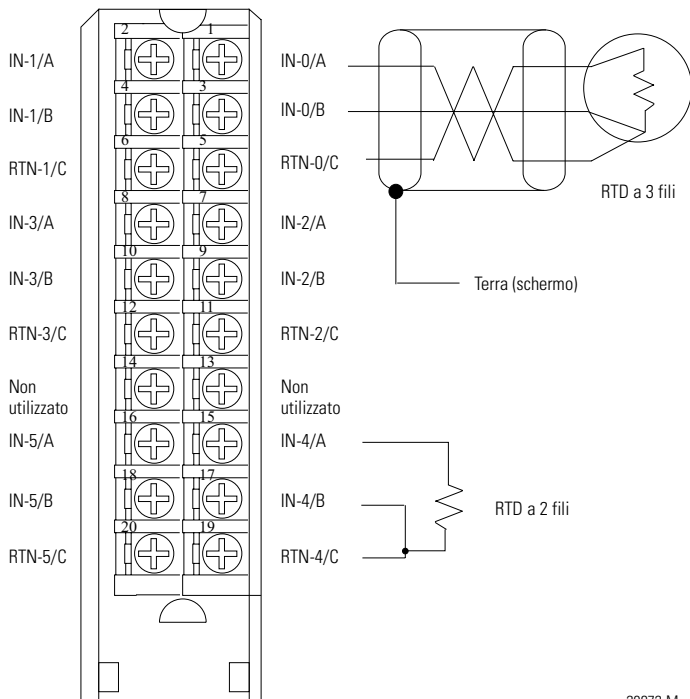 2 1
IN-1/A IN-0/A
4 3
IN-1/B IN-0/B
6 5
RTN-1/C RTN-0/C
RTD a 3 fili
8 7
IN-3/A IN-2/A
10 9
IN-3/B IN-2/B
Terra (schermo)
12 11
RTN-3/C RTN-2/C
14 13
Non Non
utilizzato utilizzato
16 15
IN-5/A IN-4/A
18 17
IN-5/B IN-4/B
RTD a 2 fili
20 19
RTN-5/C RTN-4/C